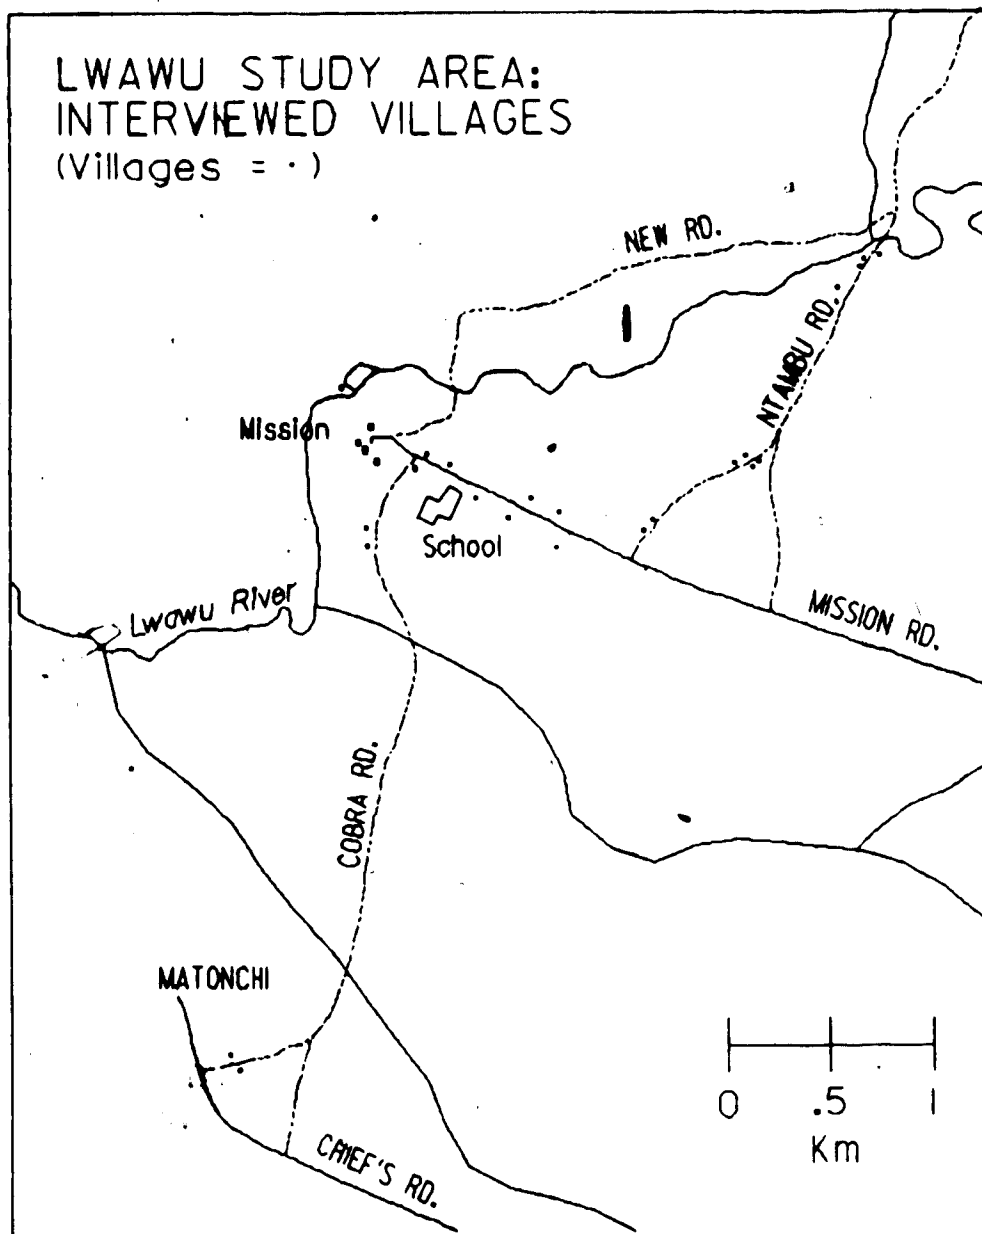 LWAWU STUDY AREA:
INTERVIEWED VILLAGES
(Villages = ·)
NEW RD.
NTAMBU RD.
Mission
School
Lwawu River
MISSION RD.
COBRA RD.
MATONCHI
CHIEF'S RD.
0 .5 1
Km